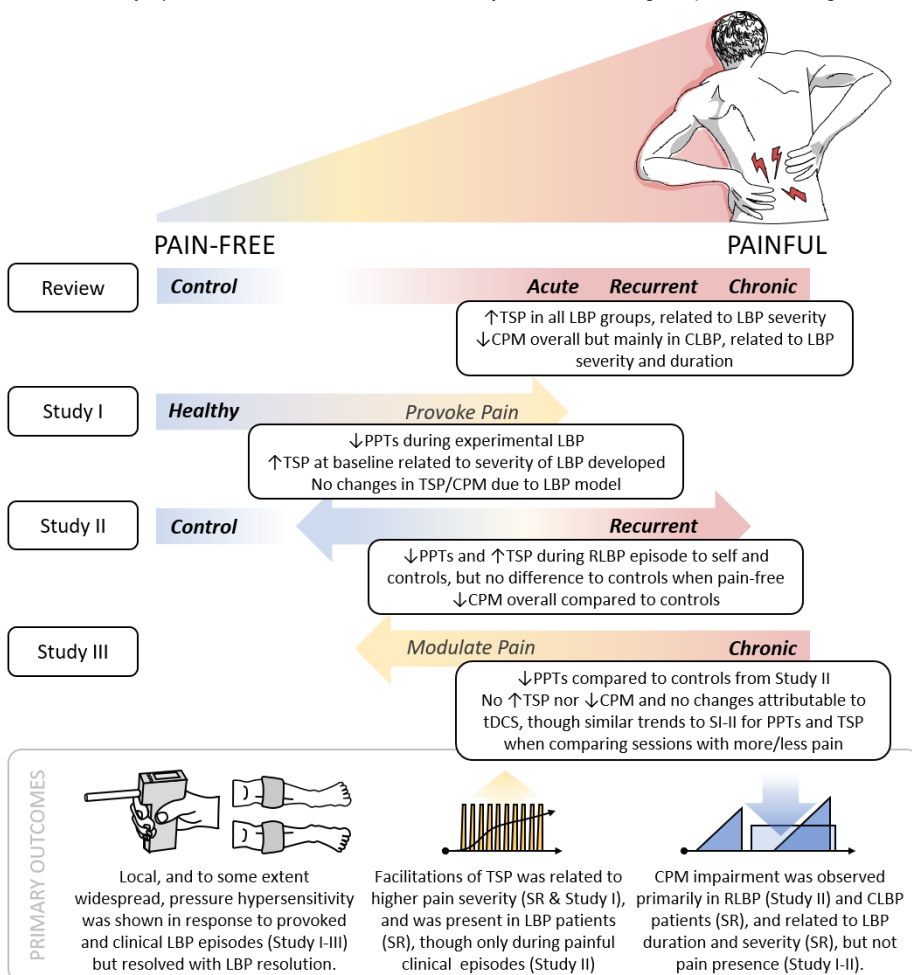 PAIN-FREE
PAINFUL
Review
Control
Acute Recurrent Chronic
↑TSP in all LBP groups, related to LBP severity
↓CPM overall but mainly in CLBP, related to LBP
severity and duration
Study I
Healthy
Provoke Pain
↓PPTs during experimental LBP
↑TSP at baseline related to severity of LBP developed
No changes in TSP/CPM due to LBP model
Study II
Control
Recurrent
↓PPTs and ↑TSP during RLBP episode to self and
controls, but no difference to controls when pain-free
↓CPM overall compared to controls
Study III
Modulate Pain
Chronic
↓PPTs compared to controls from Study II
No ↑TSP nor ↓CPM and no changes attributable to
tDCS, though similar trends to SI-II for PPTs and TSP
when comparing sessions with more/less pain
PRIMARY OUTCOMES
Local, and to some extent
widespread, pressure hypersensitivity
was shown in response to provoked
and clinical LBP episodes (Study I-III)
but resolved with LBP resolution.
Facilitations of TSP was related to
higher pain severity (SR & Study I),
and was present in LBP patients
(SR), though only during painful
clinical episodes (Study II)
CPM impairment was observed
primarily in RLBP (Study II) and CLBP
patients (SR), and related to LBP
duration and severity (SR), but not
pain presence (Study I-II).